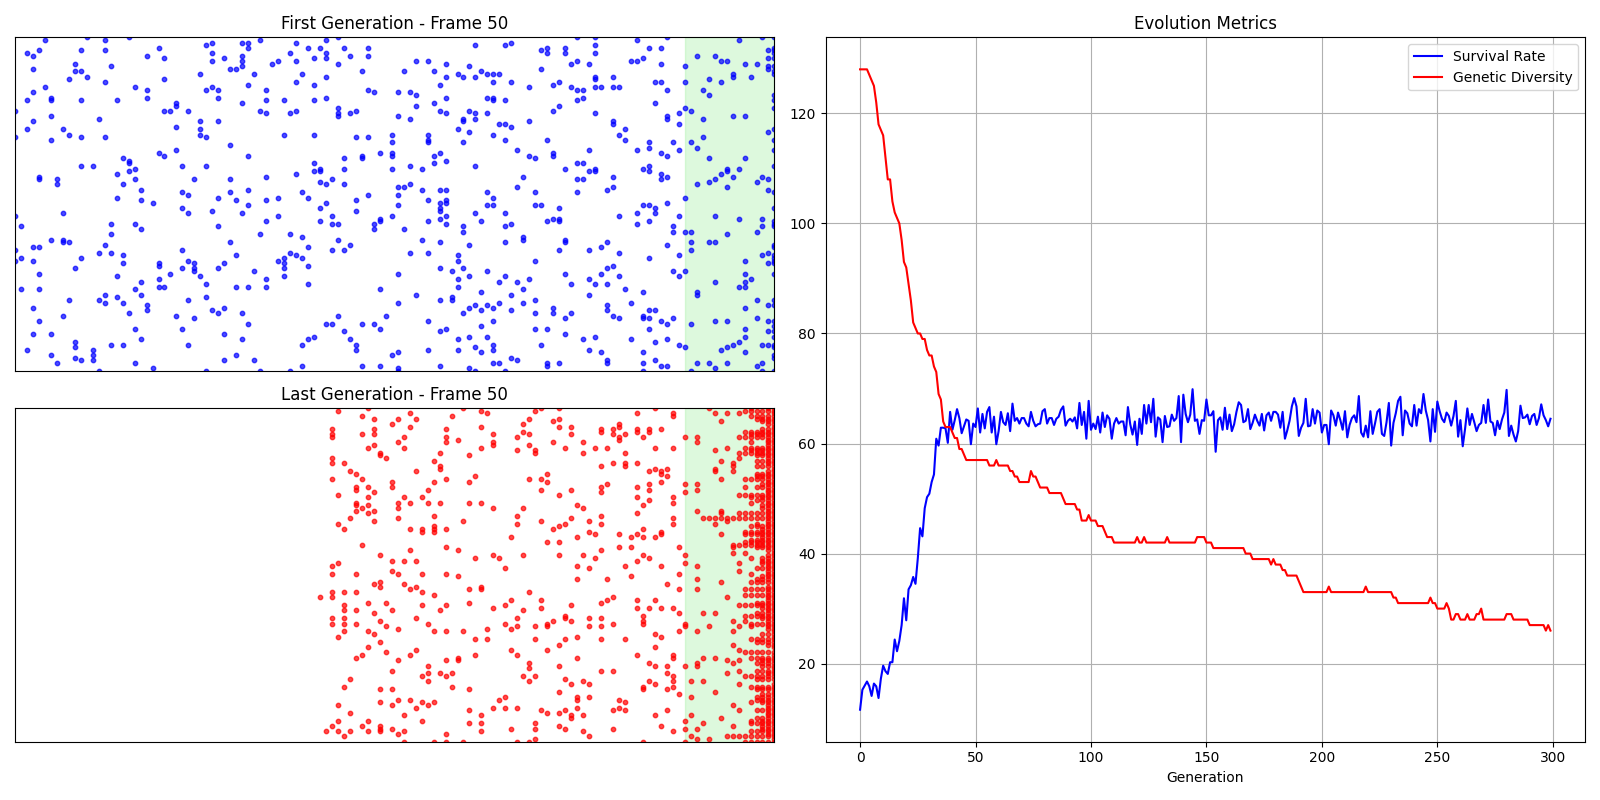 First Generation - Frame 50
Last Generation - Frame 50
Evolution Metrics
Survival Rate
Genetic Diversity
120
100
80
60
40
20
0 50 100 150 200 250 300
Generation